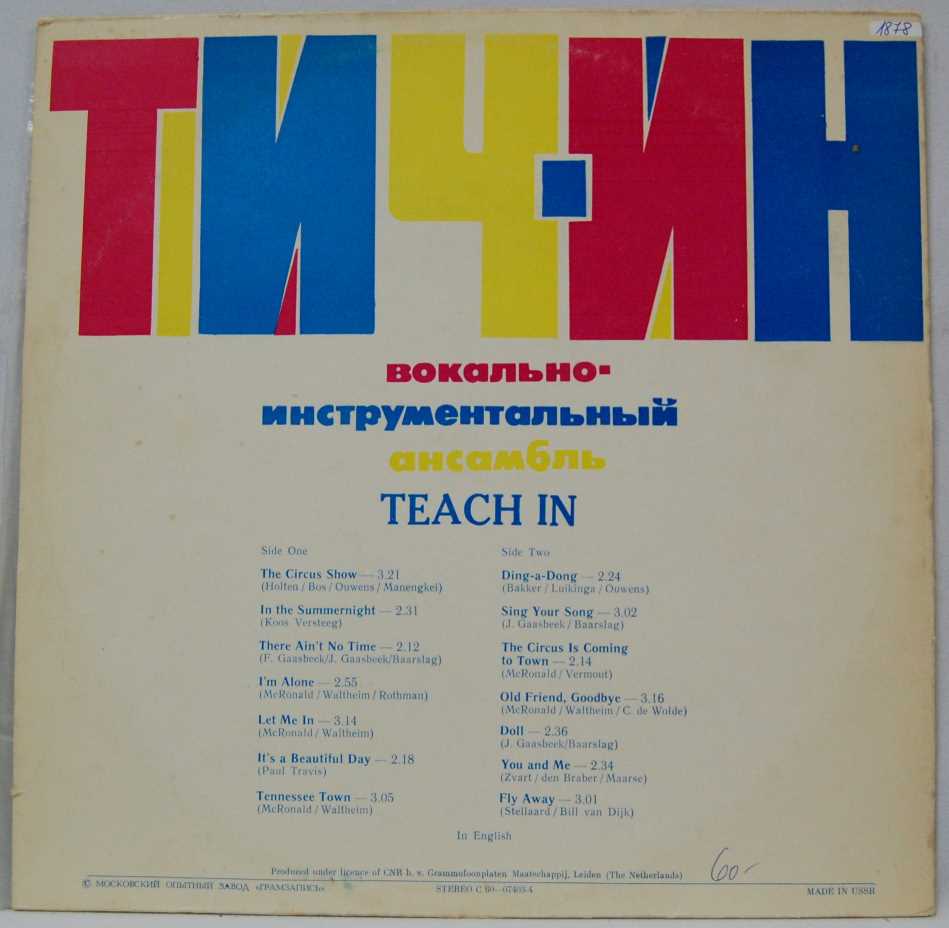 1878
ТИЧ-ИН
вокально-
инструментальный
ансамбль
TEACH IN
Side One
The Circus Show — 3.21
(Holten / Bos / Ouwens / Manengkei)
In the Summernight — 2.31
(Koos Versteeg)
There Ain't No Time — 2.12
(F. Gaasbeek/J. Gaasbeek/Baarslag)
I'm Alone — 2.55
(McRonald / Waltheim / Rothman)
Let Me In — 3.14
(McRonald / Waltheim)
It's a Beautiful Day — 2.18
(Paul Travis)
Tennessee Town — 3.05
(McRonald / Waltheim)
Side Two
Ding-a-Dong — 2.24
(Bakker / Luikinga / Ouwens)
Sing Your Song — 3.02
(J. Gaasbeek / Baarslag)
The Circus Is Coming
to Town — 2.14
(McRonald / Vermout)
Old Friend, Goodbye — 3.16
(McRonald / Waltheim / C. de Wolde)
Doll — 2.36
(J. Gaasbeek/Baarslag)
You and Me — 2.34
(Zvart / den Braber / Maarse)
Fly Away — 3.01
(Stellaard / Bill van Dijk)
In English
60-
Produced under licence of CNR b. v. Grammofoonplaten Maatschappij, Leiden (The Netherlands)
© МОСКОВСКИЙ ОПЫТНЫЙ ЗАВОД «ГРАМЗАПИСЬ»
STEREO C 60—07403-4
MADE IN USSR